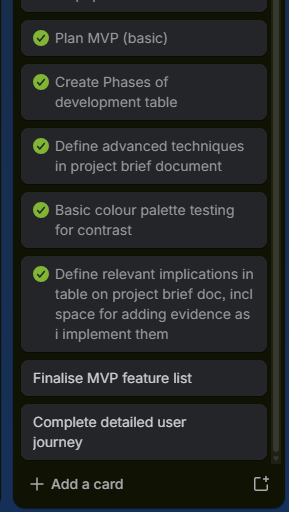 Plan MVP (basic)
Create Phases of
development table
Define advanced techniques
in project brief document
Basic colour palette testing
for contrast
Define relevant implications in
table on project brief doc, incl
space for adding evidence as
i implement them
Finalise MVP feature list
Complete detailed user
journey
Add a card